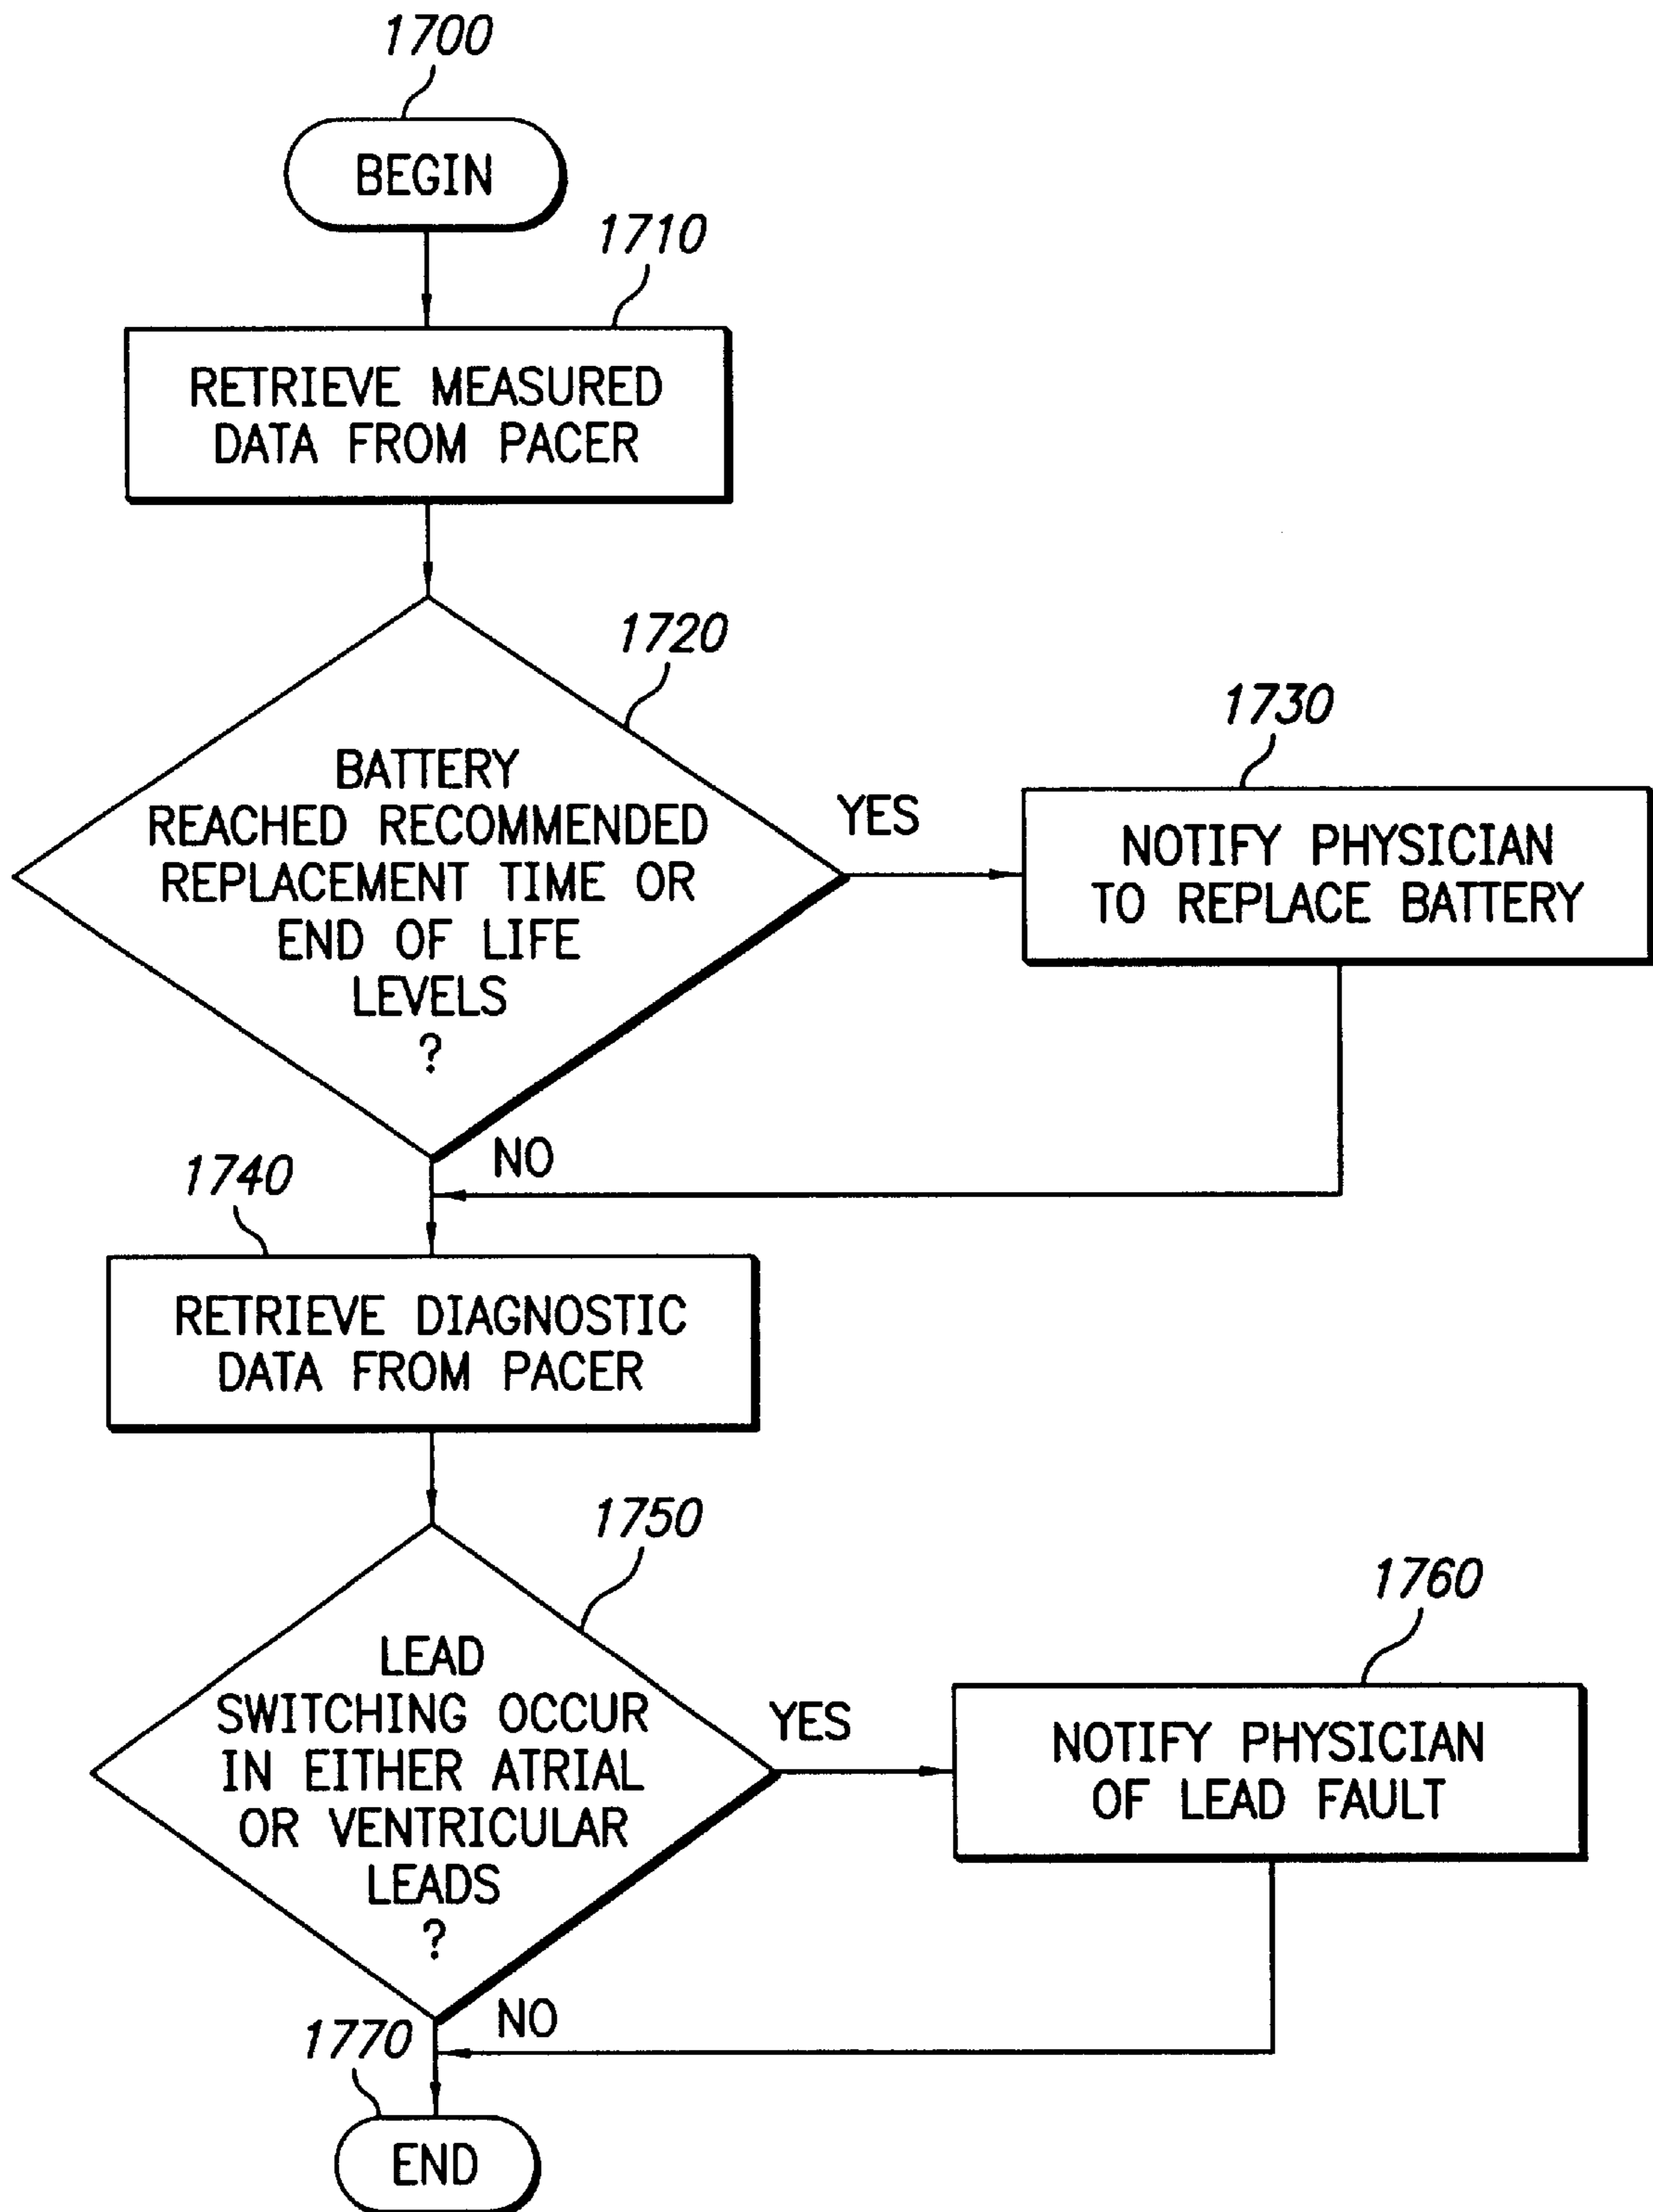 1700
BEGIN
1710
RETRIEVE MEASURED
DATA FROM PACER
1720
BATTERY
REACHED RECOMMENDED
REPLACEMENT TIME OR
END OF LIFE
LEVELS
?
YES
1730
NOTIFY PHYSICIAN
TO REPLACE BATTERY
NO
1740
RETRIEVE DIAGNOSTIC
DATA FROM PACER
1750
LEAD
SWITCHING OCCUR
IN EITHER ATRIAL
OR VENTRICULAR
LEADS
?
YES
1760
NOTIFY PHYSICIAN
OF LEAD FAULT
NO
1770
END